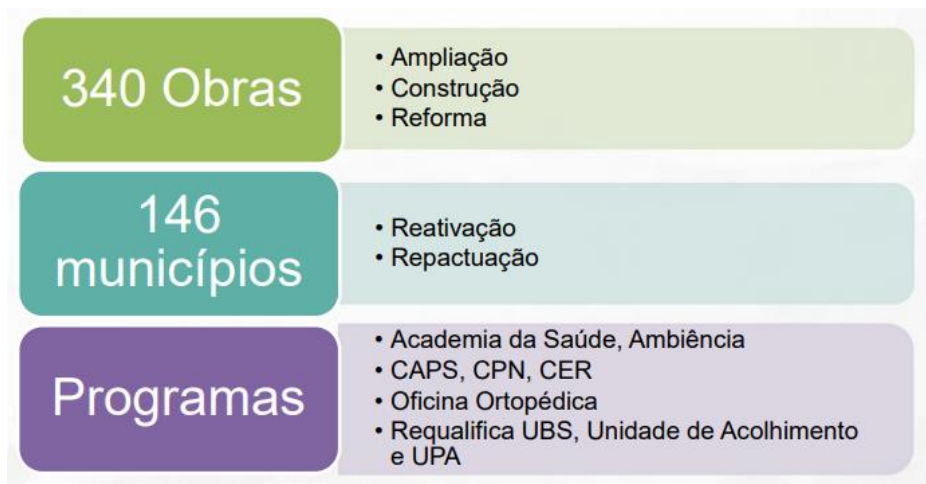 340 Obras
• Ampliação
• Construção
• Reforma
146
municípios
• Reativação
• Repactuação
Programas
• Academia da Saúde, Ambiência
• CAPS, CPN, CER
• Oficina Ortopédica
• Requalifica UBS, Unidade de Acolhimento
e UPA